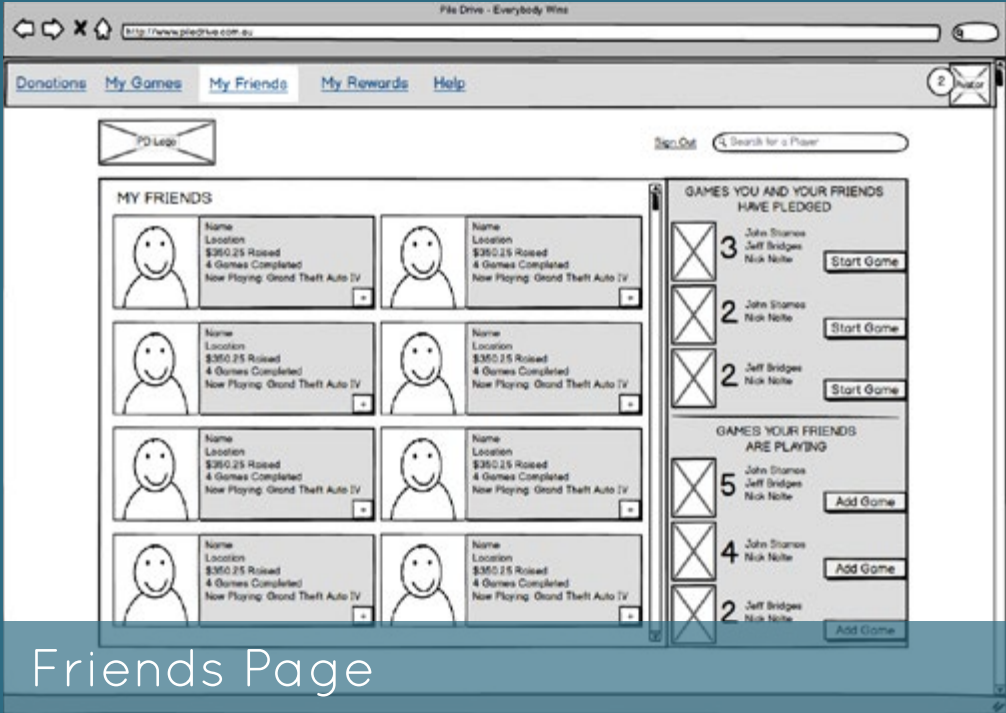 Pile Drive - Everybody Wins
http://www.piledrive.com.au
Donations My Games My Friends My Rewards Help
2 Avatar
PD Logo
Sign Out
Search for a Player
MY FRIENDS
Name
Location
$350.25 Raised
4 Games Completed
Now Playing: Grand Theft Auto IV
+
Name
Location
$350.25 Raised
4 Games Completed
Now Playing: Grand Theft Auto IV
+
Name
Location
$350.25 Raised
4 Games Completed
Now Playing: Grand Theft Auto IV
+
Name
Location
$350.25 Raised
4 Games Completed
Now Playing: Grand Theft Auto IV
+
Name
Location
$350.25 Raised
4 Games Completed
Now Playing: Grand Theft Auto IV
+
Name
Location
$350.25 Raised
4 Games Completed
Now Playing: Grand Theft Auto IV
+
Name
Location
$350.25 Raised
4 Games Completed
Now Playing: Grand Theft Auto IV
+
Name
Location
$350.25 Raised
4 Games Completed
Now Playing: Grand Theft Auto IV
+
GAMES YOU AND YOUR FRIENDS
HAVE PLEDGED
3
John Stamos
Jeff Bridges
Nick Nolte
Start Game
2
John Stamos
Nick Nolte
Start Game
2
Jeff Bridges
Nick Nolte
Start Game
GAMES YOUR FRIENDS
ARE PLAYING
5
John Stamos
Jeff Bridges
Nick Nolte
Add Game
4
John Stamos
Nick Nolte
Add Game
2
Jeff Bridges
Nick Nolte
Add Game
Friends Page